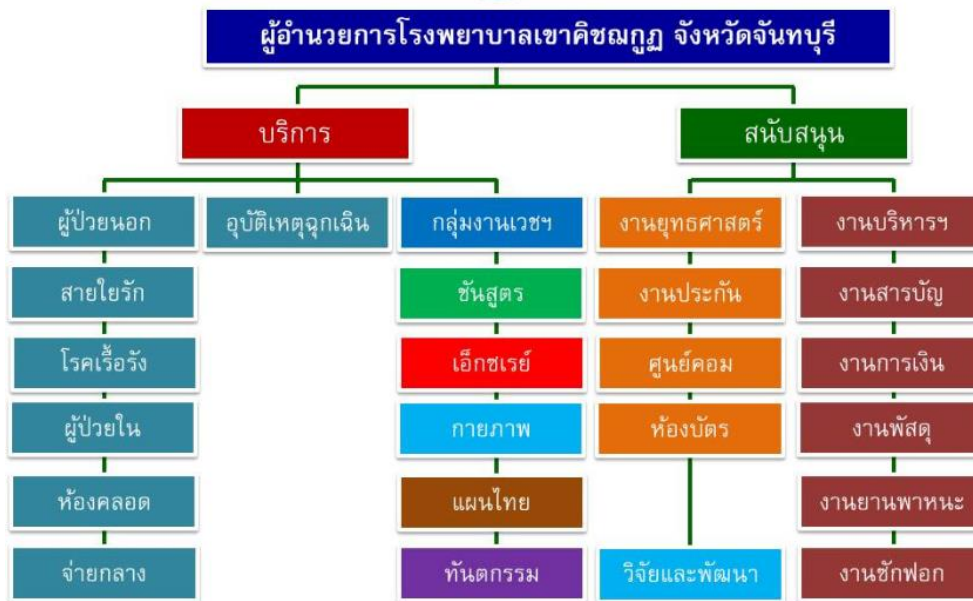 ผู้อำนวยการโรงพยาบาลเขาคิชฌกูฏ จังหวัดจันทบุรี
บริการ
สนับสนุน
ผู้ป่วยนอก
อุบัติเหตุฉุกเฉิน
กลุ่มงานเวชฯ
งานยุทธศาสตร์
งานบริหารฯ
สายใยรัก
ชันสูตร
งานประกัน
งานสารบัญ
โรคเรื้อรัง
เอ็กซเรย์
ศูนย์คอม
งานการเงิน
ผู้ป่วยใน
กายภาพ
ห้องบัตร
งานพัสดุ
ห้องคลอด
แผนไทย
งานยานพาหนะ
จ่ายกลาง
ทันตกรรม
วิจัยและพัฒนา
งานซักฟอก